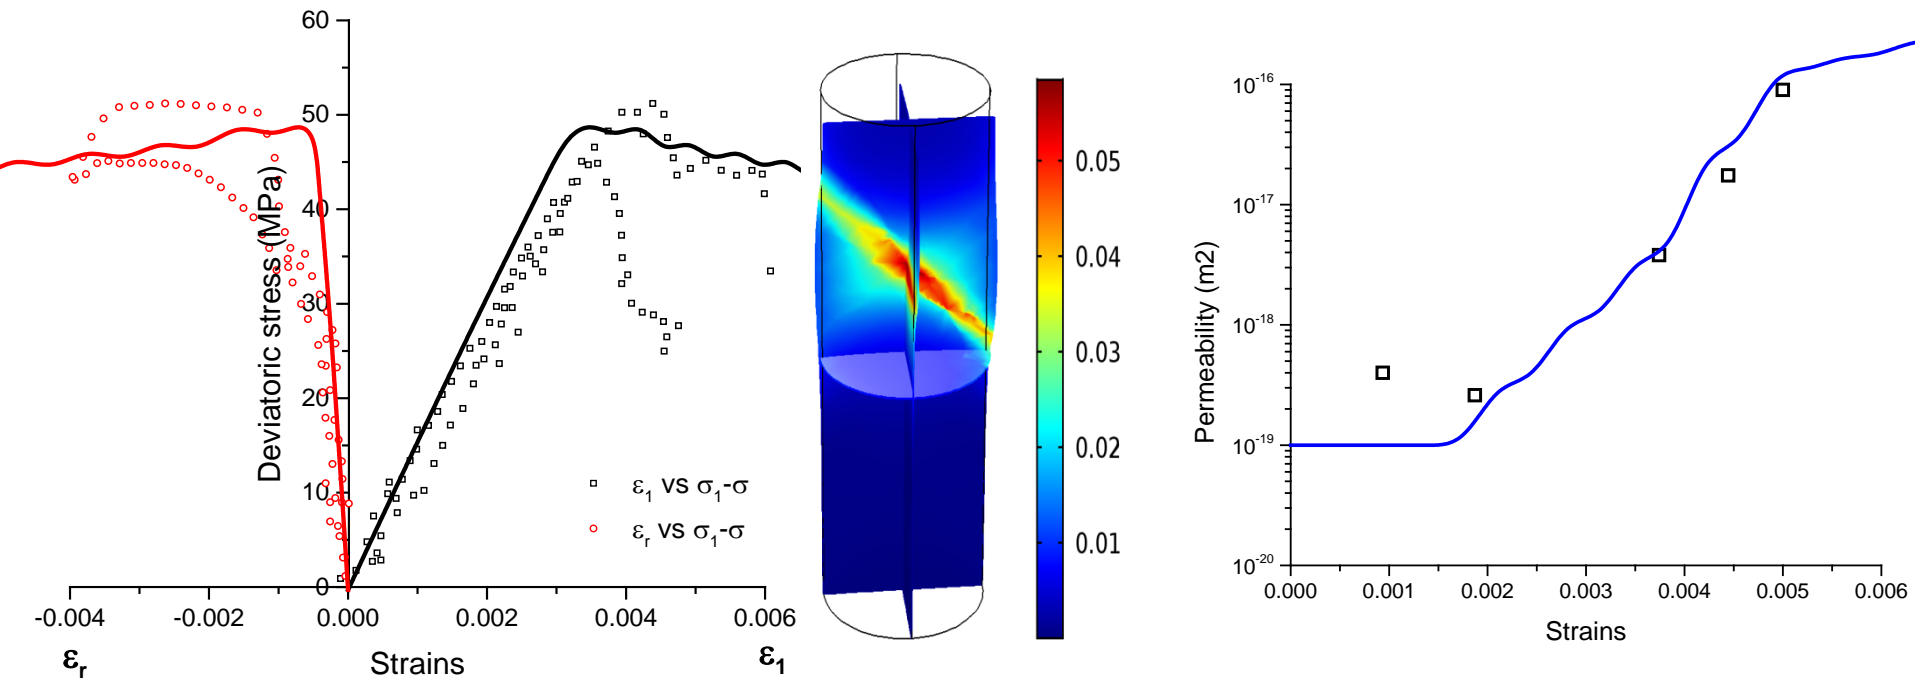 60
50
40
30
20
10
0
Deviatoric stress (MPa)
ε1 vs σ1-σ
εr vs σ1-σ
-0.004 -0.002 0.000 0.002 0.004 0.006
εr Strains ε1
0.05
0.04
0.03
0.02
0.01
Permeability (m2)
10-16
10-17
10-18
10-19
10-20
0.000 0.001 0.002 0.003 0.004 0.005 0.006
Strains